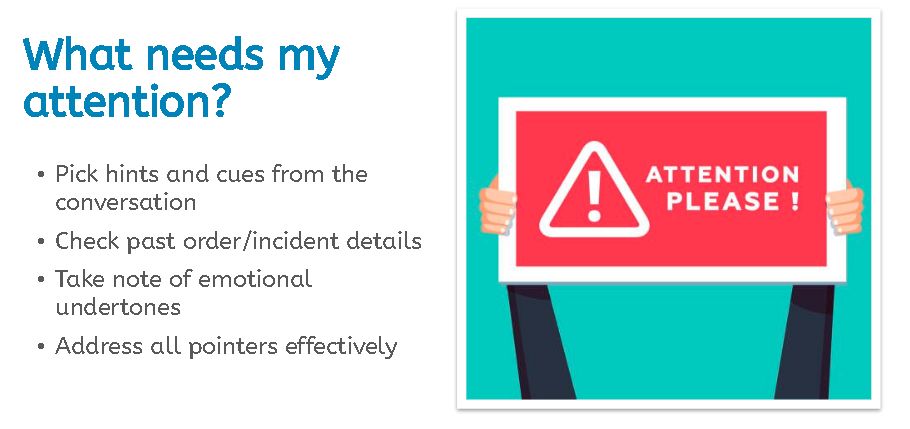 What needs my
attention?
• Pick hints and cues from the
conversation
• Check past order/incident details
• Take note of emotional
undertones
• Address all pointers effectively
ATTENTION
PLEASE !